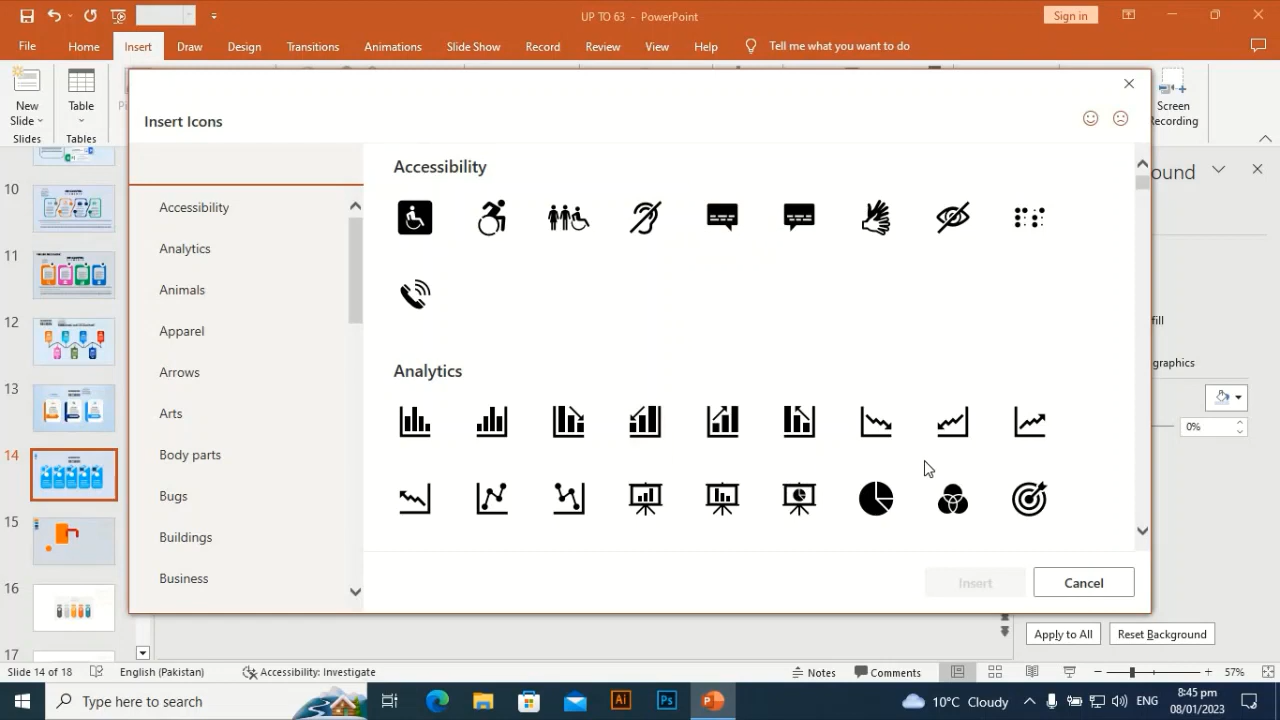 UP TO 63 - PowerPoint
Sign in
File Home Insert Draw Design Transitions Animations Slide Show Record Review View Help Tell me what you want to do
New
Slide
Slides
Table
Tables
Screen
Recording
Insert Icons
Accessibility
Analytics
Animals
Apparel
Arrows
Arts
Body parts
Bugs
Buildings
Business
Accessibility
Analytics
Insert
Cancel
10
11
12
13
14
15
16
17
ound
fill
graphics
0%
Apply to All
Reset Background
Slide 14 of 18 English (Pakistan) Accessibility: Investigate Notes Comments 57%
Type here to search
Ai
Ps
P
10°C Cloudy
ENG
8:45 pm
08/01/2023